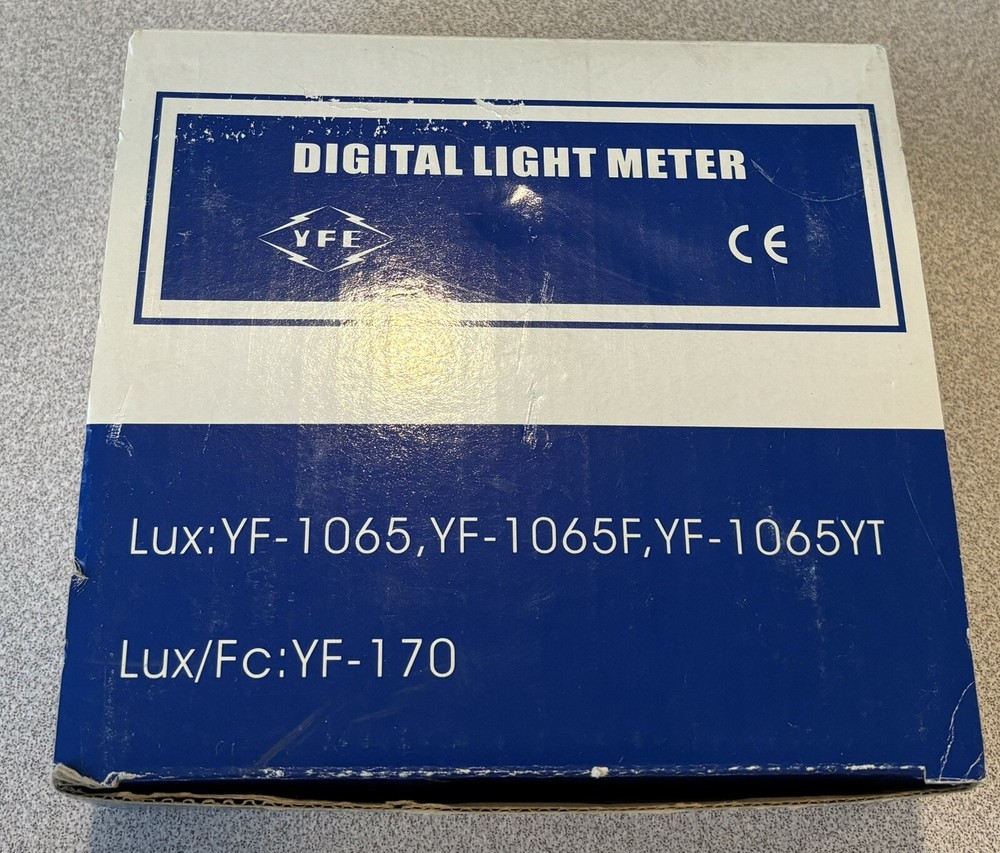 DIGITAL LIGHT METER
YFE
CE
Lux:YF-1065,YF-1065F,YF-1065YT
Lux/Fc:YF-170